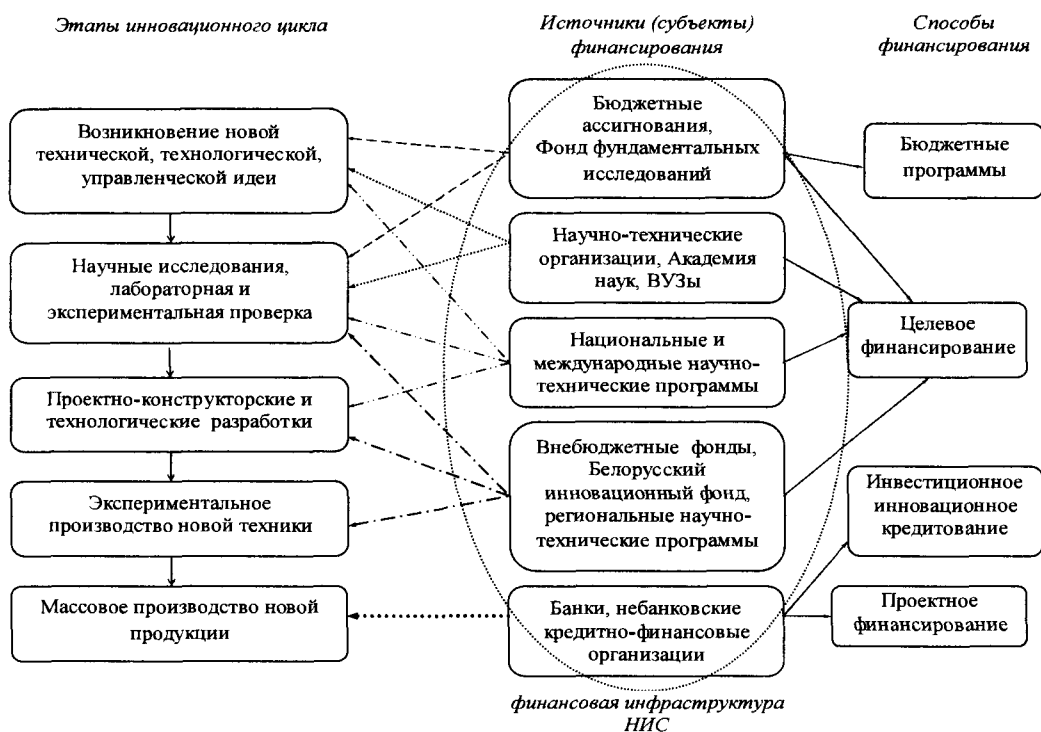 Этапы инновационного цикла
Источники (субъекты)
финансирования
Способы
финансирования
Возникновение новой
технической, технологической,
управленческой идеи
Научные исследования,
лабораторная и
экспериментальная проверка
Проектно-конструкторские и
технологические разработки
Экспериментальное
производство новой техники
Массовое производство новой
продукции
Бюджетные
ассигнования,
Фонд фундаментальных
исследований
Научно-технические
организации, Академия
наук, ВУЗы
Национальные и
международные научно-
технические программы
Внебюджетные фонды,
Белорусский
инновационный фонд,
региональные научно-
технические программы
Банки, небанковские
кредитно-финансовые
организации
финансовая инфраструктура
НИС
Бюджетные
программы
Целевое
финансирование
Инвестиционное
инновационное
кредитование
Проектное
финансирование